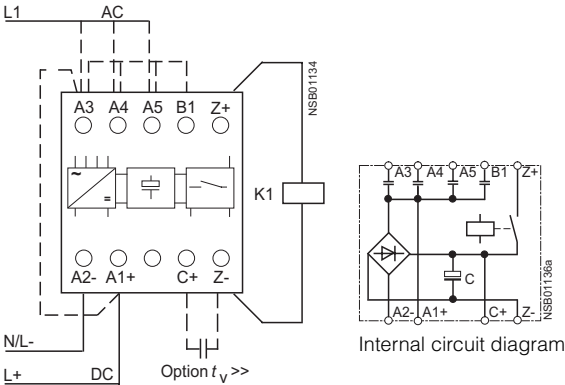 L1 AC
A3 A4 A5 B1 Z+
NSB01134
~
=
K1
A2- A1+ C+ Z-
N/L-
L+ DC
Option t v >>
A3 A4 A5 B1 Z+
C
A2- A1+ C+ Z-
NSB01136a
Internal circuit diagram